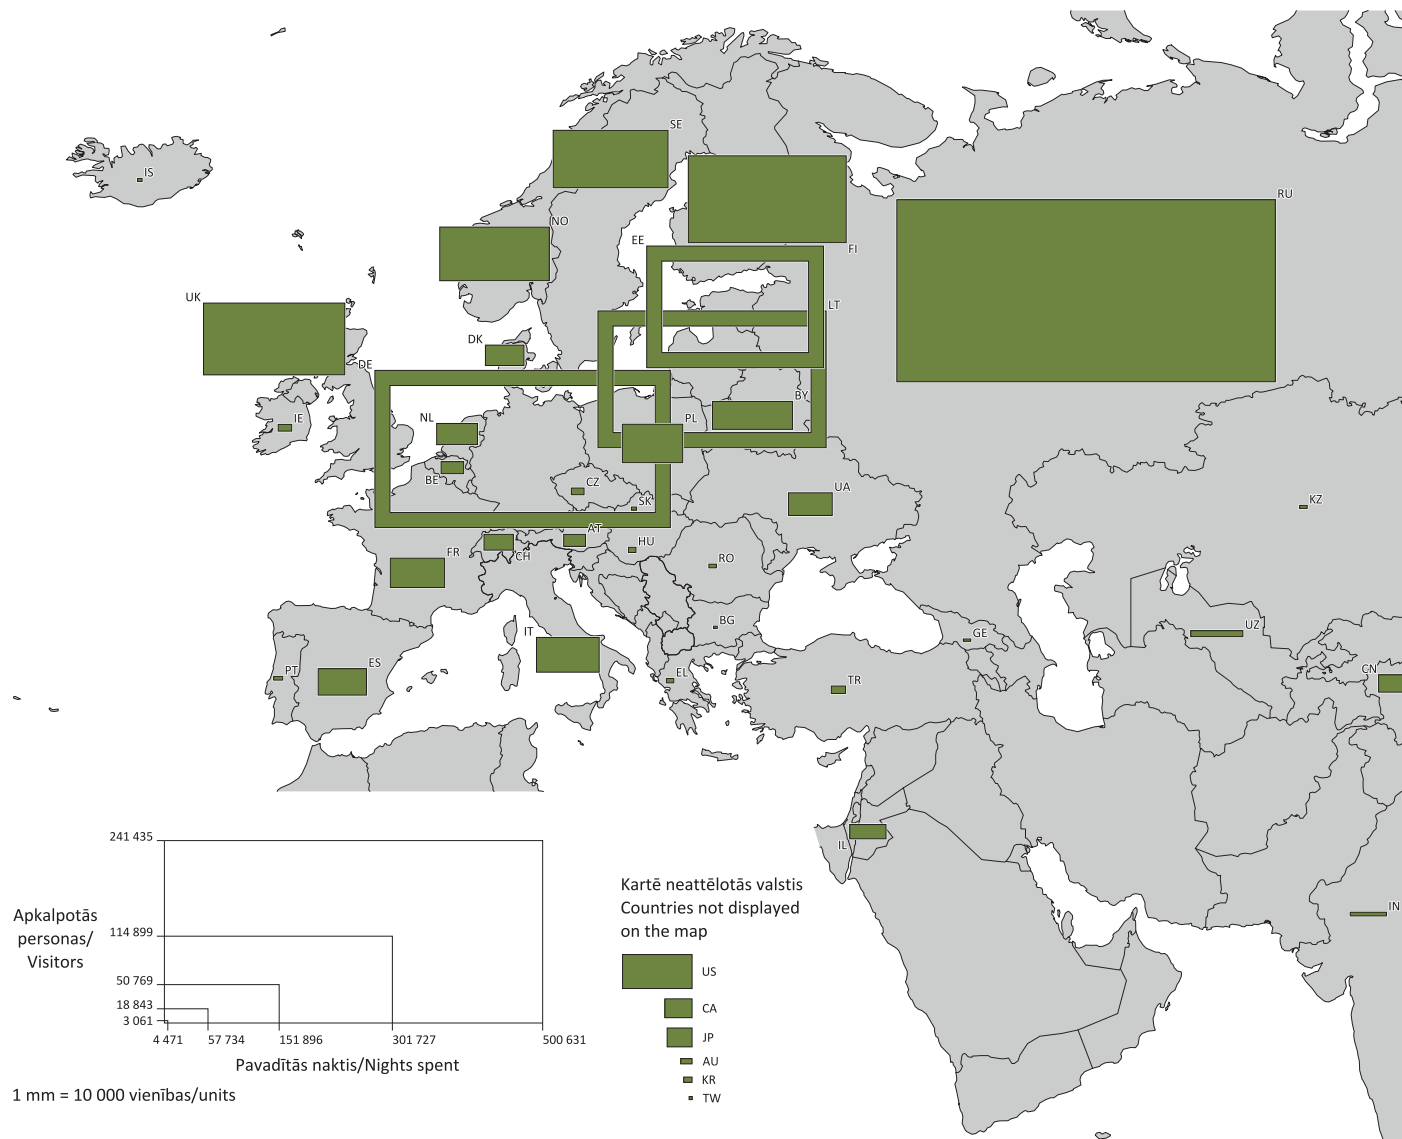 SE
IS
RU
NO
EE
FI
UK
LT
DK
DE
BY
NL
IE
PL
BE
CZ
UA
SK
KZ
AT
HU
FR
CH
RO
BG
UZ
IT
GE
ES
PT
EL
TR
CN
IL
IN
241 435
114 899
50 769
18 843
3 061
Apkalpotās
personas/
Visitors
4 471
57 734
151 896
301 727
500 631
Pavadītās naktis/Nights spent
1 mm = 10 000 vienības/units
Kartē neattēlotās valstis
Countries not displayed
on the map
US
CA
JP
AU
KR
TW